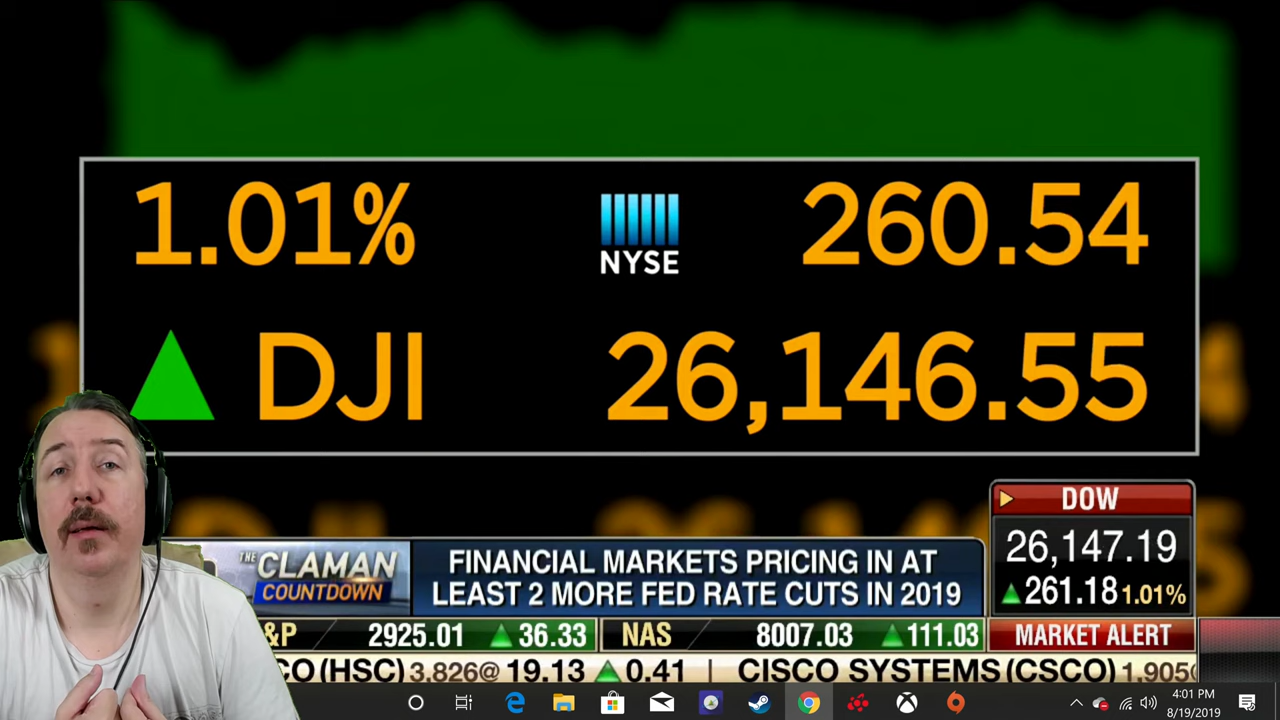 1.01%
NYSE
260.54
DJI
26,146.55
THE CLAMAN COUNTDOWN
FINANCIAL MARKETS PRICING IN AT
LEAST 2 MORE FED RATE CUTS IN 2019
DOW
26,147.19
261.18 1.01%
&P 2925.01 36.33 NAS 8007.03 111.03 MARKET ALERT
CO(HSC) 3,826@ 19.13 0.41 | CISCO SYSTEMS(CSCO) 1,905@
4:01 PM
8/19/2019